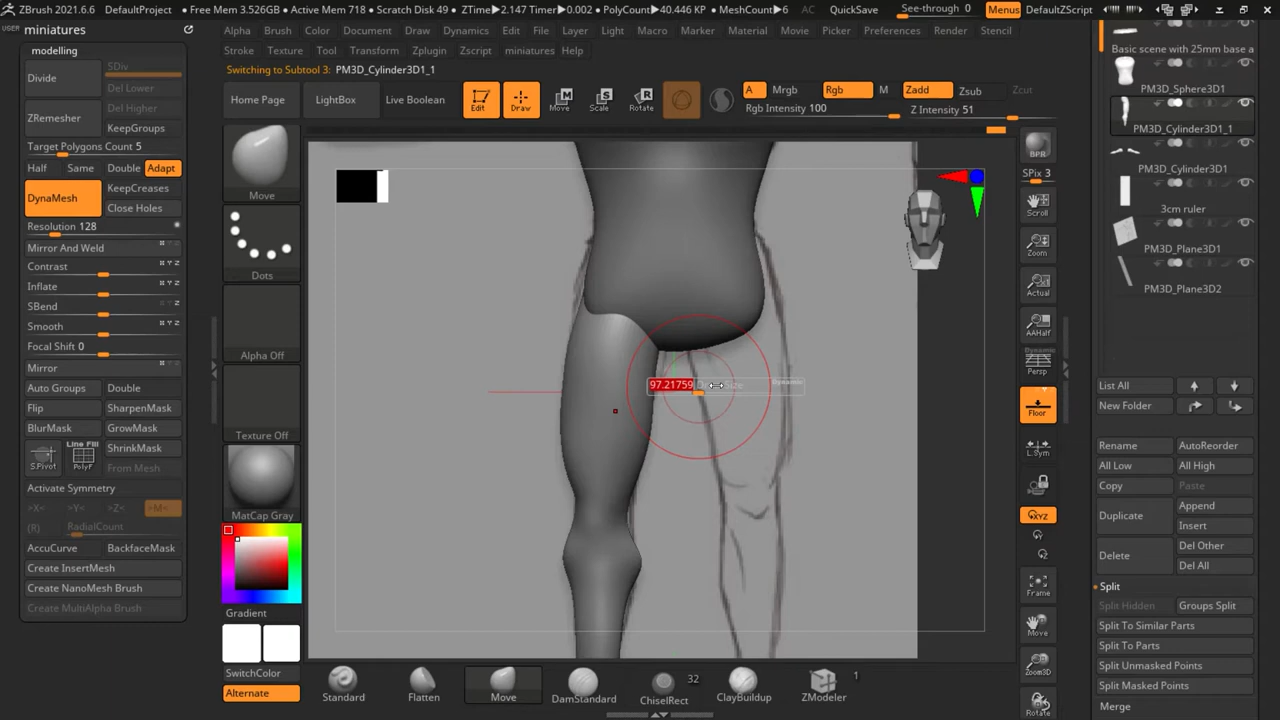 ZBrush 2021.6.6 DefaultProject • Free Mem 3.526GB • Active Mem 718 • Scratch Disk 49 • ZTime▸2.147 Timer▸0.002 • PolyCount▸40.446 KP • MeshCount▸6 AC QuickSave See-through 0 Menus DefaultZScript
USER miniatures
modelling
Alpha Brush Color Document Draw Dynamics Edit File Layer Light Macro Marker Material Movie Picker Preferences Render Stencil
Stroke Texture Tool Transform Zplugin Zscript miniatures Help
Switching to Subtool 3: PM3D_Cylinder3D1_1
Home Page LightBox Live Boolean Edit Draw Move Scale Rotate A Mrgb Rgb M Zadd Zsub Zcut
Rgb Intensity 100 Z Intensity 51
Divide SDiv
Del Lower
ZRemesher Del Higher
KeepGroups
Target Polygons Count 5
Half Same Double Adapt
DynaMesh KeepCreases
Close Holes
Resolution 128
Mirror And Weld
Contrast
Inflate
SBend
Smooth
Focal Shift 0
Mirror
Auto Groups Double
Flip SharpenMask
BlurMask GrowMask
S.Pivot Line Fill PolyF ShrinkMask
From Mesh
Activate Symmetry
>X< >Y< >Z< >M<
(R) RadialCount
AccuCurve BackfaceMask
Create InsertMesh
Create NanoMesh Brush
Create MultiAlpha Brush
Move
Dots
Alpha Off
Texture Off
MatCap Gray
Gradient
SwitchColor
Alternate
97.21759 Dynamic
Standard Flatten Move DamStandard ChiselRect 32 ClayBuildup ZModeler 1
BPR
SPix 3
Scroll
Zoom
Actual
AAHalf
Dynamic
Persp
Floor
L.Sym
XYZ
Frame
Move
Zoom3D
Rotate
Basic scene with 25mm base a
PM3D_Sphere3D1
PM3D_Cylinder3D1_1
PM3D_Cylinder3D1
3cm ruler
PM3D_Plane3D1
PM3D_Plane3D2
List All
New Folder
Rename AutoReorder
All Low All High
Copy Paste
Duplicate Append
Insert
Delete Del Other
Del All
Split
Split Hidden Groups Split
Split To Similar Parts
Split To Parts
Split Unmasked Points
Split Masked Points
Merge